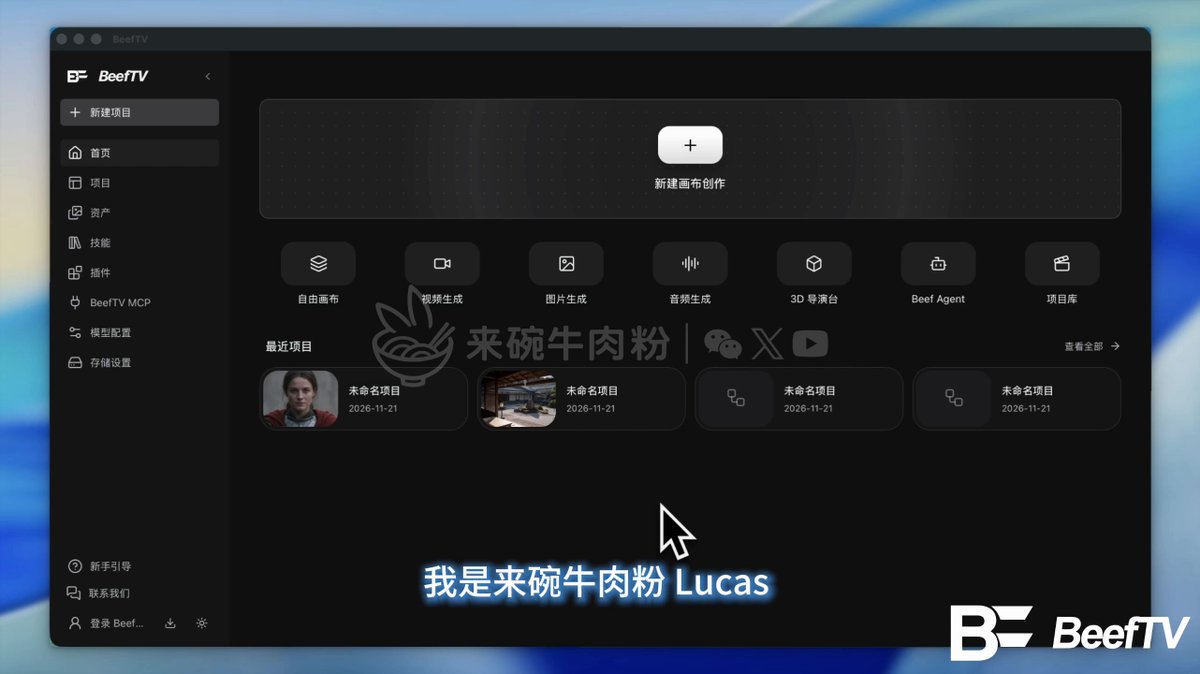 BeefTV
BeefTV
新建项目
首页
项目
资产
技能
插件
BeefTV MCP
模型配置
存储设置
新手引导
联系我们
登录 Beef...
新建画布创作
自由画布
视频生成
图片生成
音频生成
3D 导演台
Beef Agent
项目库
来碗牛肉粉
最近项目
查看全部
未命名项目
2026-11-21
未命名项目
2026-11-21
未命名项目
2026-11-21
未命名项目
2026-11-21
我是来碗牛肉粉 Lucas
BeefTV